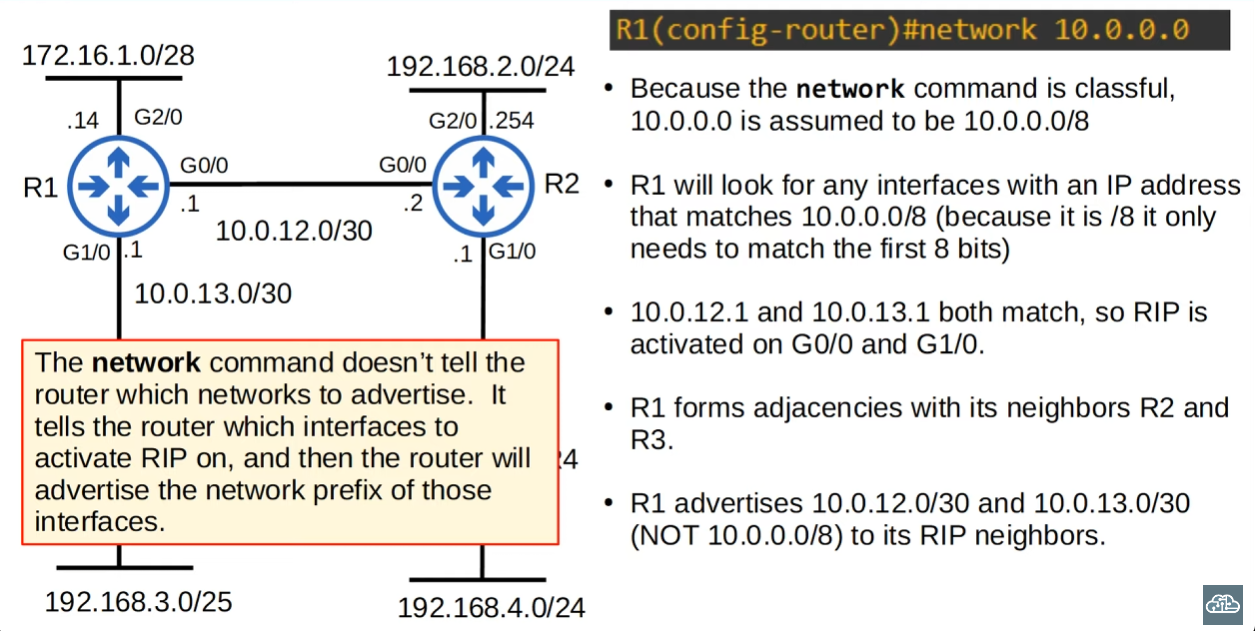 R1(config-router)#network 10.0.0.0
172.16.1.0/28
192.168.2.0/24
.14 G2/0
G2/0 .254
R1
G0/0
G0/0
R2
.1
.2
10.0.12.0/30
G1/0 .1
.1 G1/0
10.0.13.0/30
The network command doesn't tell the
router which networks to advertise. It
tells the router which interfaces to
activate RIP on, and then the router will
advertise the network prefix of those
interfaces.
192.168.3.0/25
192.168.4.0/24
• Because the network command is classful,
10.0.0.0 is assumed to be 10.0.0.0/8
• R1 will look for any interfaces with an IP address
that matches 10.0.0.0/8 (because it is /8 it only
needs to match the first 8 bits)
• 10.0.12.1 and 10.0.13.1 both match, so RIP is
activated on G0/0 and G1/0.
• R1 forms adjacencies with its neighbors R2 and
R3.
• R1 advertises 10.0.12.0/30 and 10.0.13.0/30
(NOT 10.0.0.0/8) to its RIP neighbors.